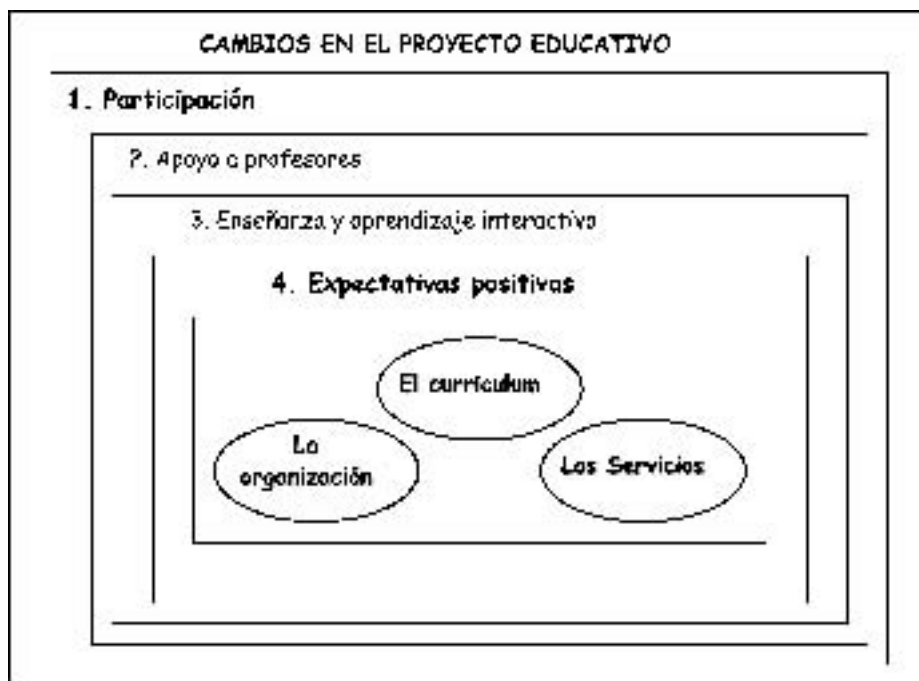 CAMBIOS EN EL PROYECTO EDUCATIVO
1. Participación
2. Apoyo a profesores
3. Enseñanza y aprendizaje interactivo
4. Expectativas positivas
El currículum
La
organización
Los Servicios